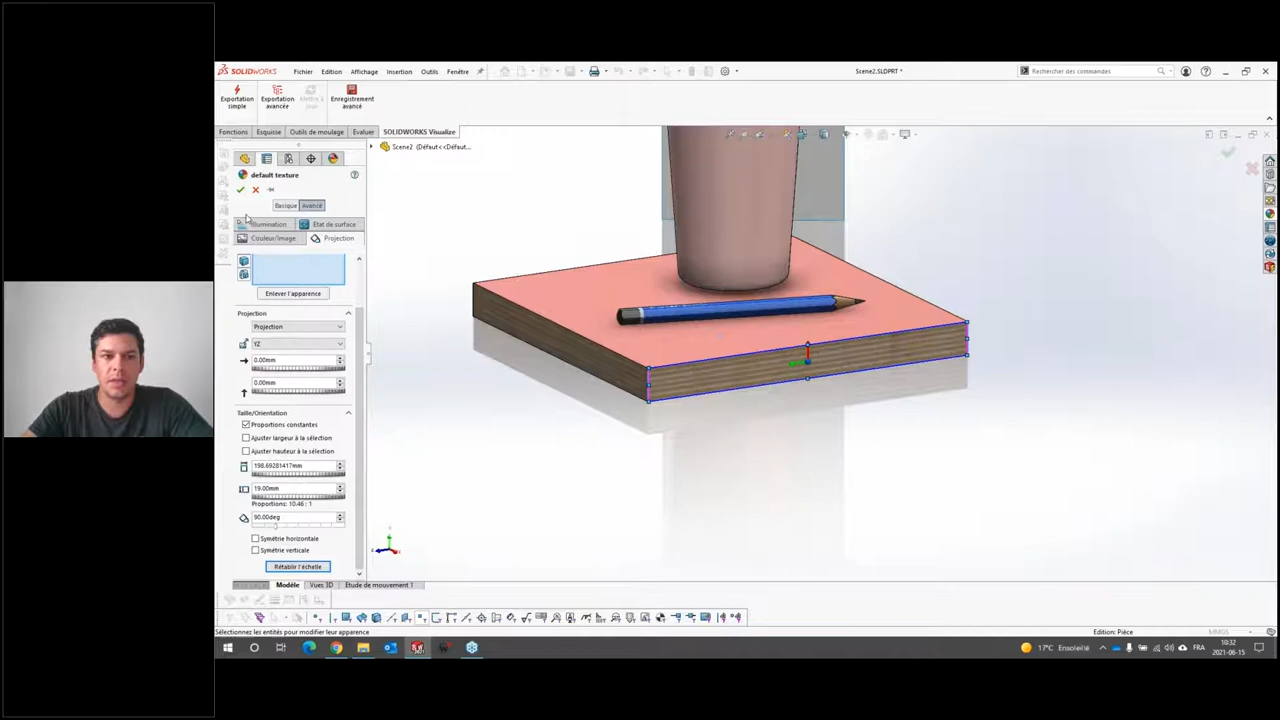 SOLIDWORKS
Fichier
Edition
Affichage
Insertion
Outils
Fenêtre
Scene2.SLDPRT *
Rechercher des commandes
Exportation simple
Exportation avancée
Enregistrement avancé
Fonctions
Esquisse
Outils de moulage
Evaluer
SOLIDWORKS Visualize
Scene2 (Défaut<<Défaut...
default texture
Basique
Avancé
Illumination
Etat de surface
Couleur/Image
Projection
Enlever l'apparence
Projection
Projection
YZ
0.00mm
0.00mm
Taille/Orientation
Proportions constantes
Ajuster largeur à la sélection
Ajuster hauteur à la sélection
198.69281417mm
19.00mm
Proportions: 10.46 : 1
90.00deg
Symétrie horizontale
Symétrie verticale
Rétablir l'échelle
Modèle
Vues 3D
Etude de mouvement 1
Sélectionnez les entités pour modifier leur apparence
Edition: Pièce
MMGS
17°C Ensoleillé
FRA
10:32
2021-06-15